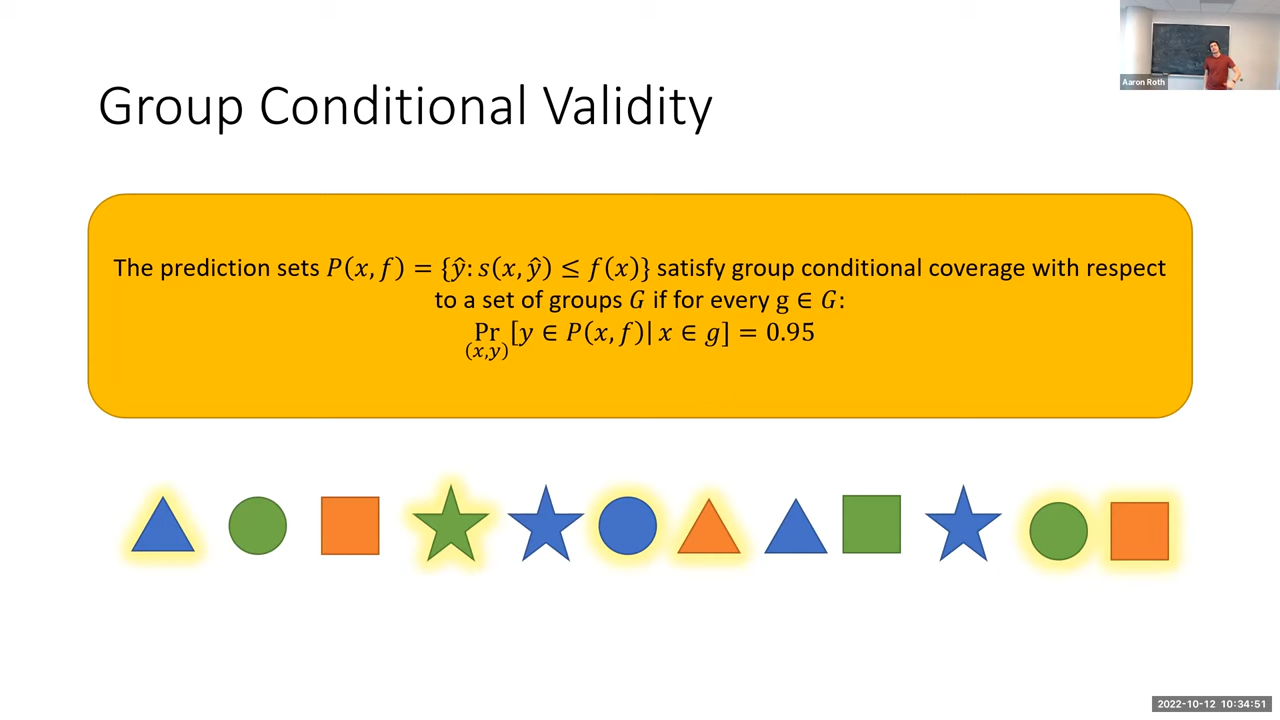 Aaron Roth
Group Conditional Validity
The prediction sets P(x, f) = {ŷ: s(x, ŷ) ≤ f(x)} satisfy group conditional coverage with respect
to a set of groups G if for every g ∈ G:
Pr [y ∈ P(x, f)| x ∈ g] = 0.95
(x,y)
2022-10-12 10:34:51